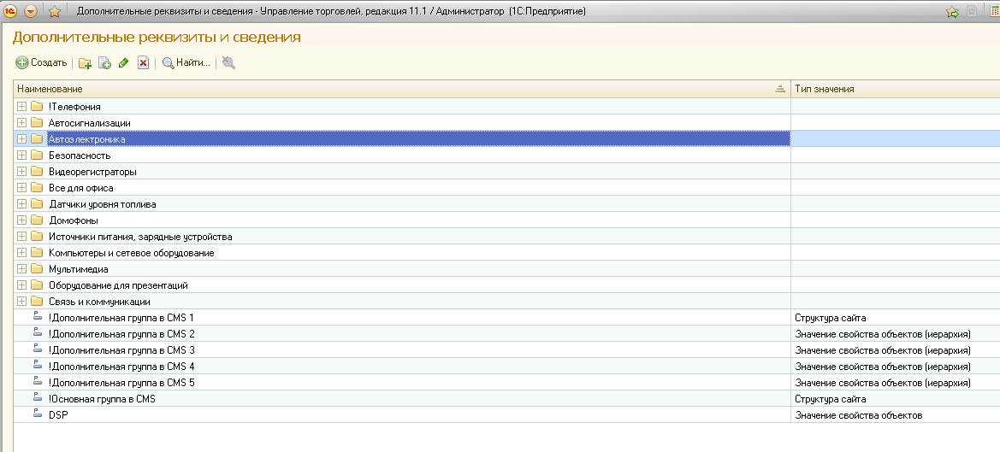 1С Дополнительные реквизиты и сведения - Управление торговлей, редакция 11.1 / Администратор (1С:Предприятие)
Дополнительные реквизиты и сведения
Создать Найти...
Наименование Тип значения
!Телефония
Автосигнализации
Автоэлектроника
Безопасность
Видеорегистраторы
Все для офиса
Датчики уровня топлива
Домофоны
Источники питания, зарядные устройства
Компьютеры и сетевое оборудование
Мультимедиа
Оборудование для презентаций
Связь и коммуникации
!Дополнительная группа в CMS 1 Структура сайта
!Дополнительная группа в CMS 2 Значение свойства объектов (иерархия)
!Дополнительная группа в CMS 3 Значение свойства объектов (иерархия)
!Дополнительная группа в CMS 4 Значение свойства объектов (иерархия)
!Дополнительная группа в CMS 5 Значение свойства объектов (иерархия)
!Основная группа в CMS Структура сайта
DSP Значение свойства объектов